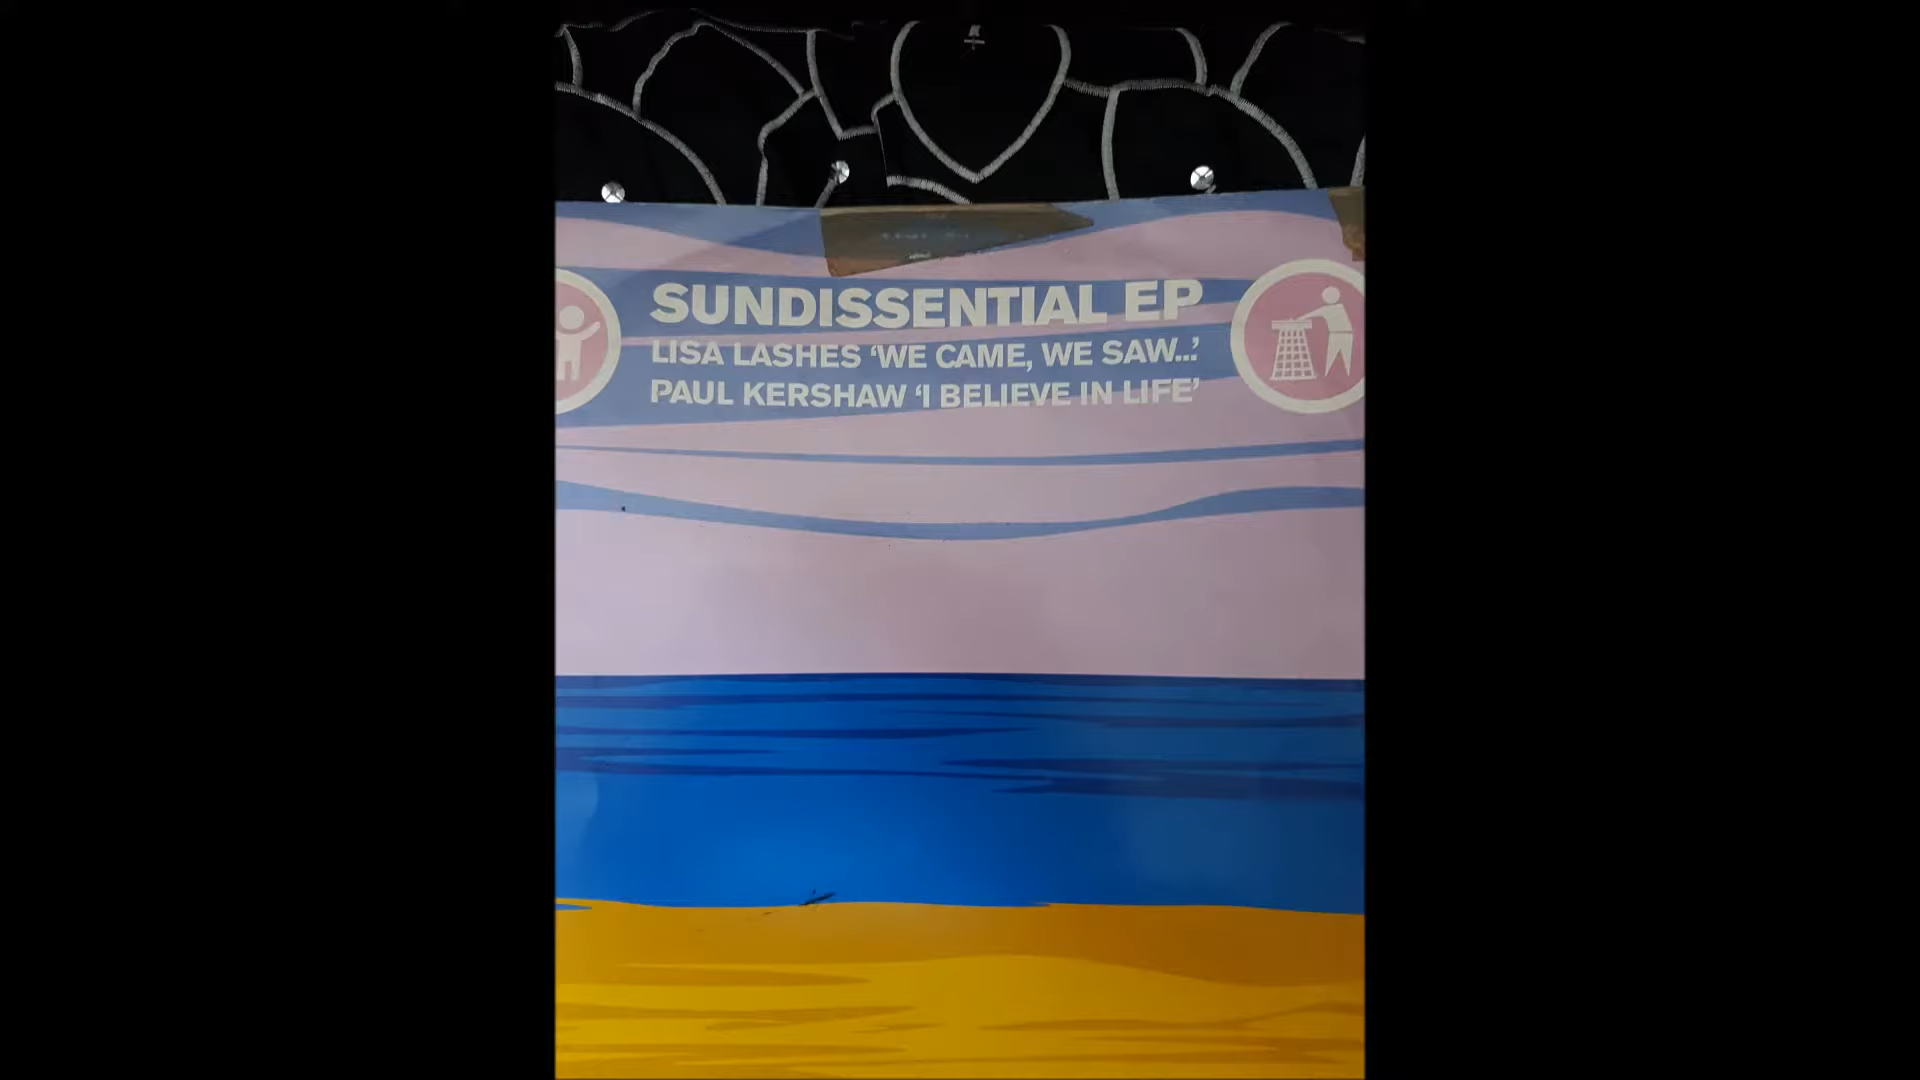 SUNDISSENTIAL EP
LISA LASHES ‘WE CAME, WE SAW...’
PAUL KERSHAW ‘I BELIEVE IN LIFE’